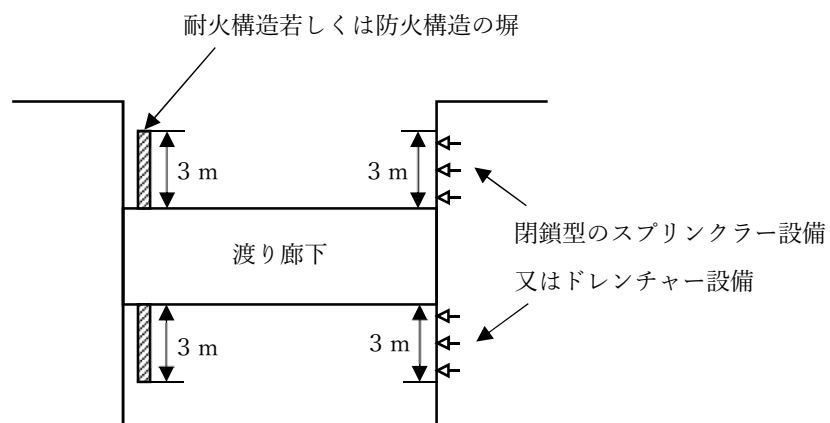 耐火構造若しくは防火構造の塀
3 m
3 m
閉鎖型のスプリンクラー設備
渡り廊下
又はドレンチャー設備
3 m
3 m